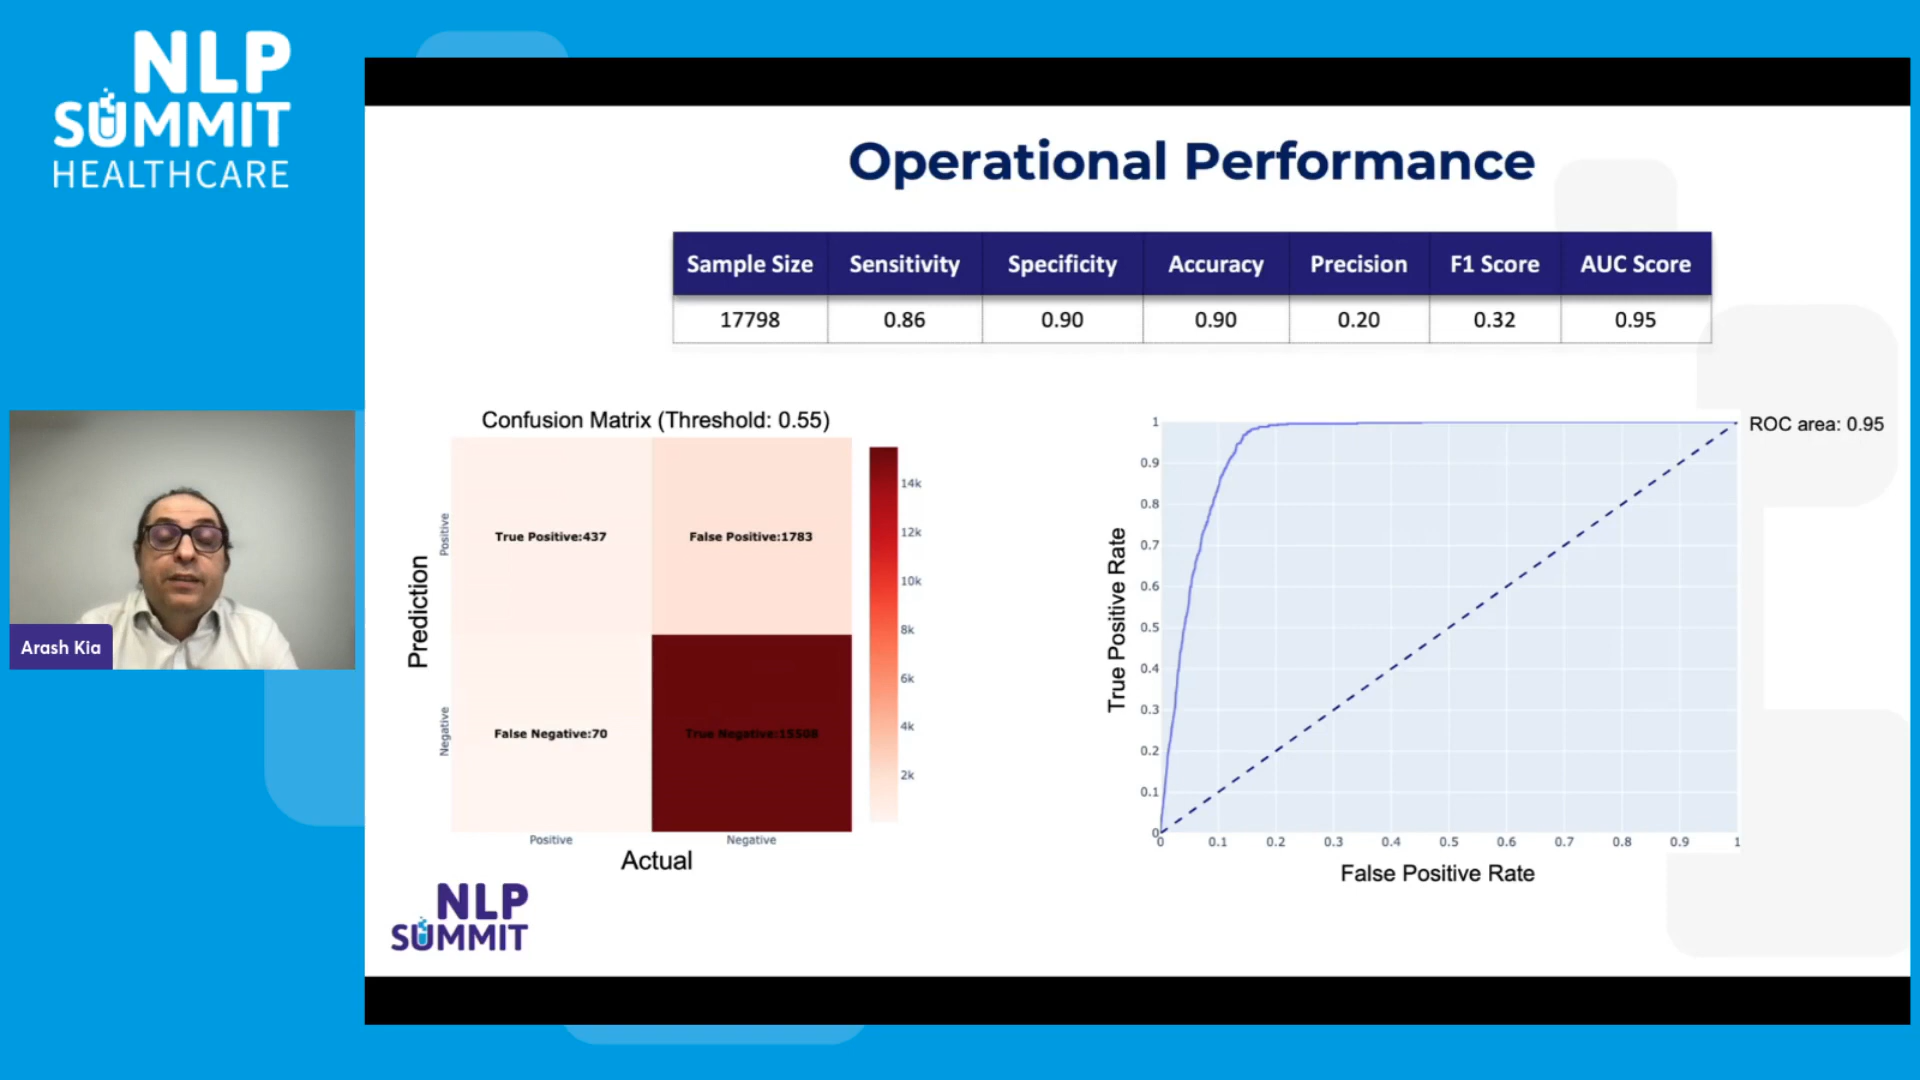 NLP
SUMMIT
HEALTHCARE
Arash Kia
Operational Performance
Sample Size Sensitivity Specificity Accuracy Precision F1 Score AUC Score
17798 0.86 0.90 0.90 0.20 0.32 0.95
Confusion Matrix (Threshold: 0.55)
Prediction
Positive
Negative
True Positive:437 False Positive:1783
False Negative:70 True Negative:15508
Positive Negative
Actual
14k
12k
10k
8k
6k
4k
2k
ROC area: 0.95
True Positive Rate
1
0.9
0.8
0.7
0.6
0.5
0.4
0.3
0.2
0.1
0
0 0.1 0.2 0.3 0.4 0.5 0.6 0.7 0.8 0.9 1
False Positive Rate
NLP
SUMMIT